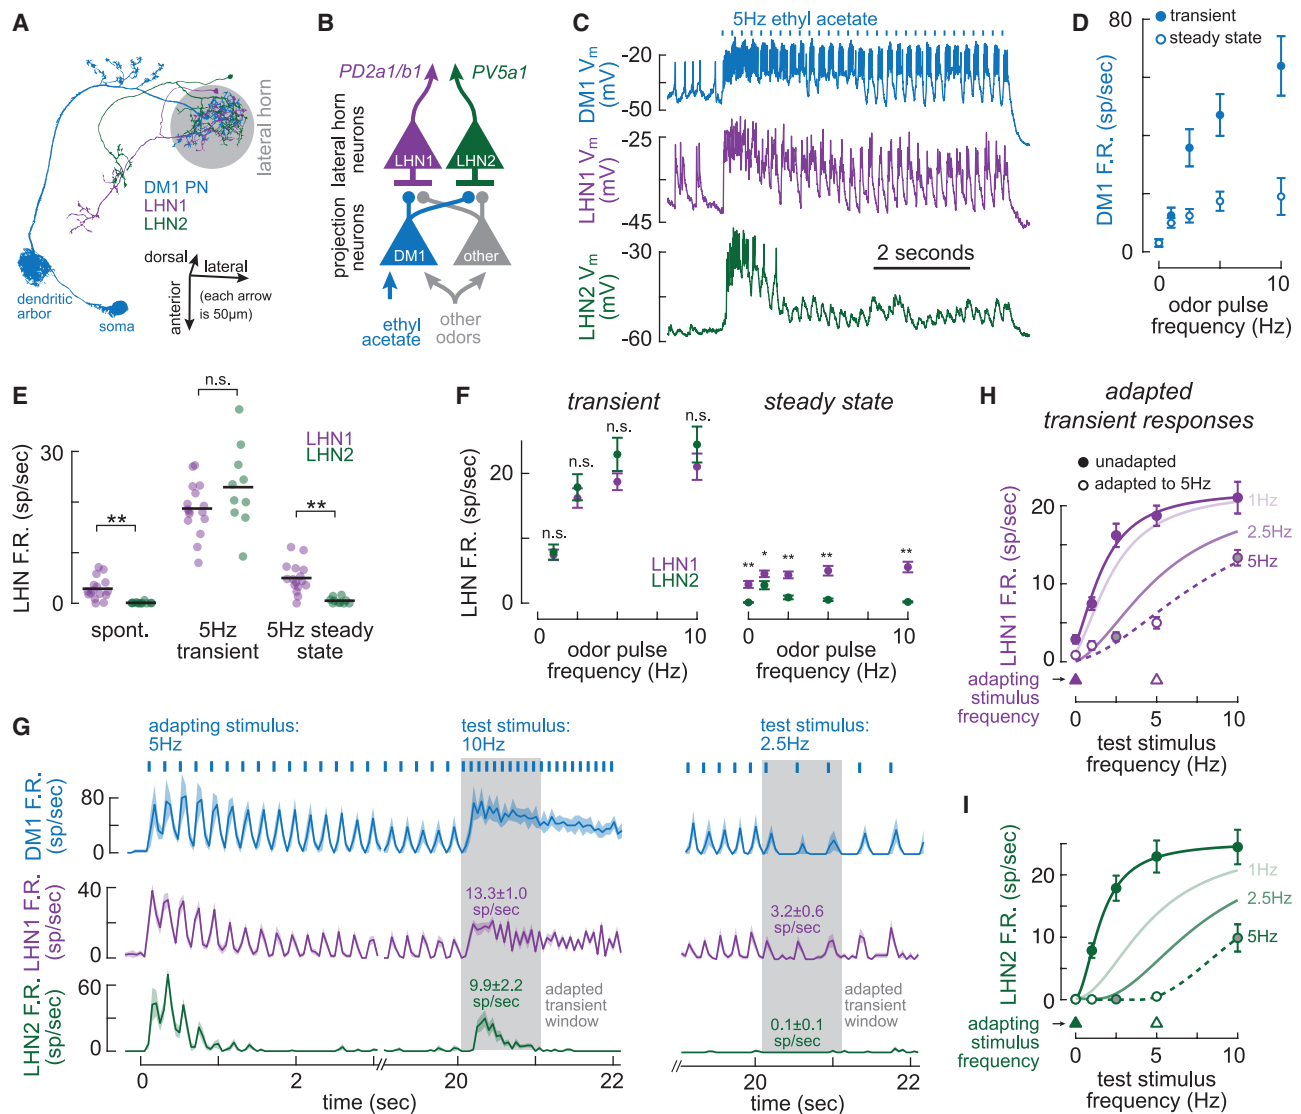 A
lateral horn
DM1 PN
LHN1
LHN2
dorsal
lateral
anterior
(each arrow
is 50µm)
dendritic
arbor
soma
B
PD2a1/b1
PV5a1
lateral horn
neurons
LHN1
LHN2
projection
neurons
DM1
other
ethyl
acetate
other
odors
C
5Hz ethyl acetate
DM1 Vm
(mV)
-20
-50
LHN1 Vm
(mV)
-25
-45
2 seconds
LHN2 Vm
(mV)
-30
-60
D
transient
steady state
DM1 F.R. (sp/sec)
80
0
0
10
odor pulse
frequency (Hz)
E
n.s.
LHN1
LHN2
**
**
LHN F.R. (sp/sec)
30
0
spont.
5Hz
transient
5Hz steady
state
F
transient
steady state
LHN F.R. (sp/sec)
20
0
n.s.
n.s.
n.s.
n.s.
LHN1
LHN2
**
*
**
**
**
0
10
0
10
odor pulse
frequency (Hz)
odor pulse
frequency (Hz)
G
adapting stimulus:
5Hz
test stimulus:
10Hz
test stimulus:
2.5Hz
DM1 F.R.
(sp/sec)
80
0
LHN1 F.R.
(sp/sec)
40
0
13.3±1.0
sp/sec
3.2±0.6
sp/sec
LHN2 F.R.
(sp/sec)
60
0
9.9±2.2
sp/sec
adapted
transient
window
0.1±0.1
sp/sec
adapted
transient
window
0
2
20
22
20
22
time (sec)
time (sec)
H
adapted
transient responses
unadapted
adapted to 5Hz
LHN1 F.R. (sp/sec)
20
10
0
1Hz
2.5Hz
5Hz
adapting
stimulus
frequency
0
5
10
test stimulus
frequency (Hz)
I
LHN2 F.R. (sp/sec)
20
10
0
1Hz
2.5Hz
5Hz
adapting
stimulus
frequency
0
5
10
test stimulus
frequency (Hz)